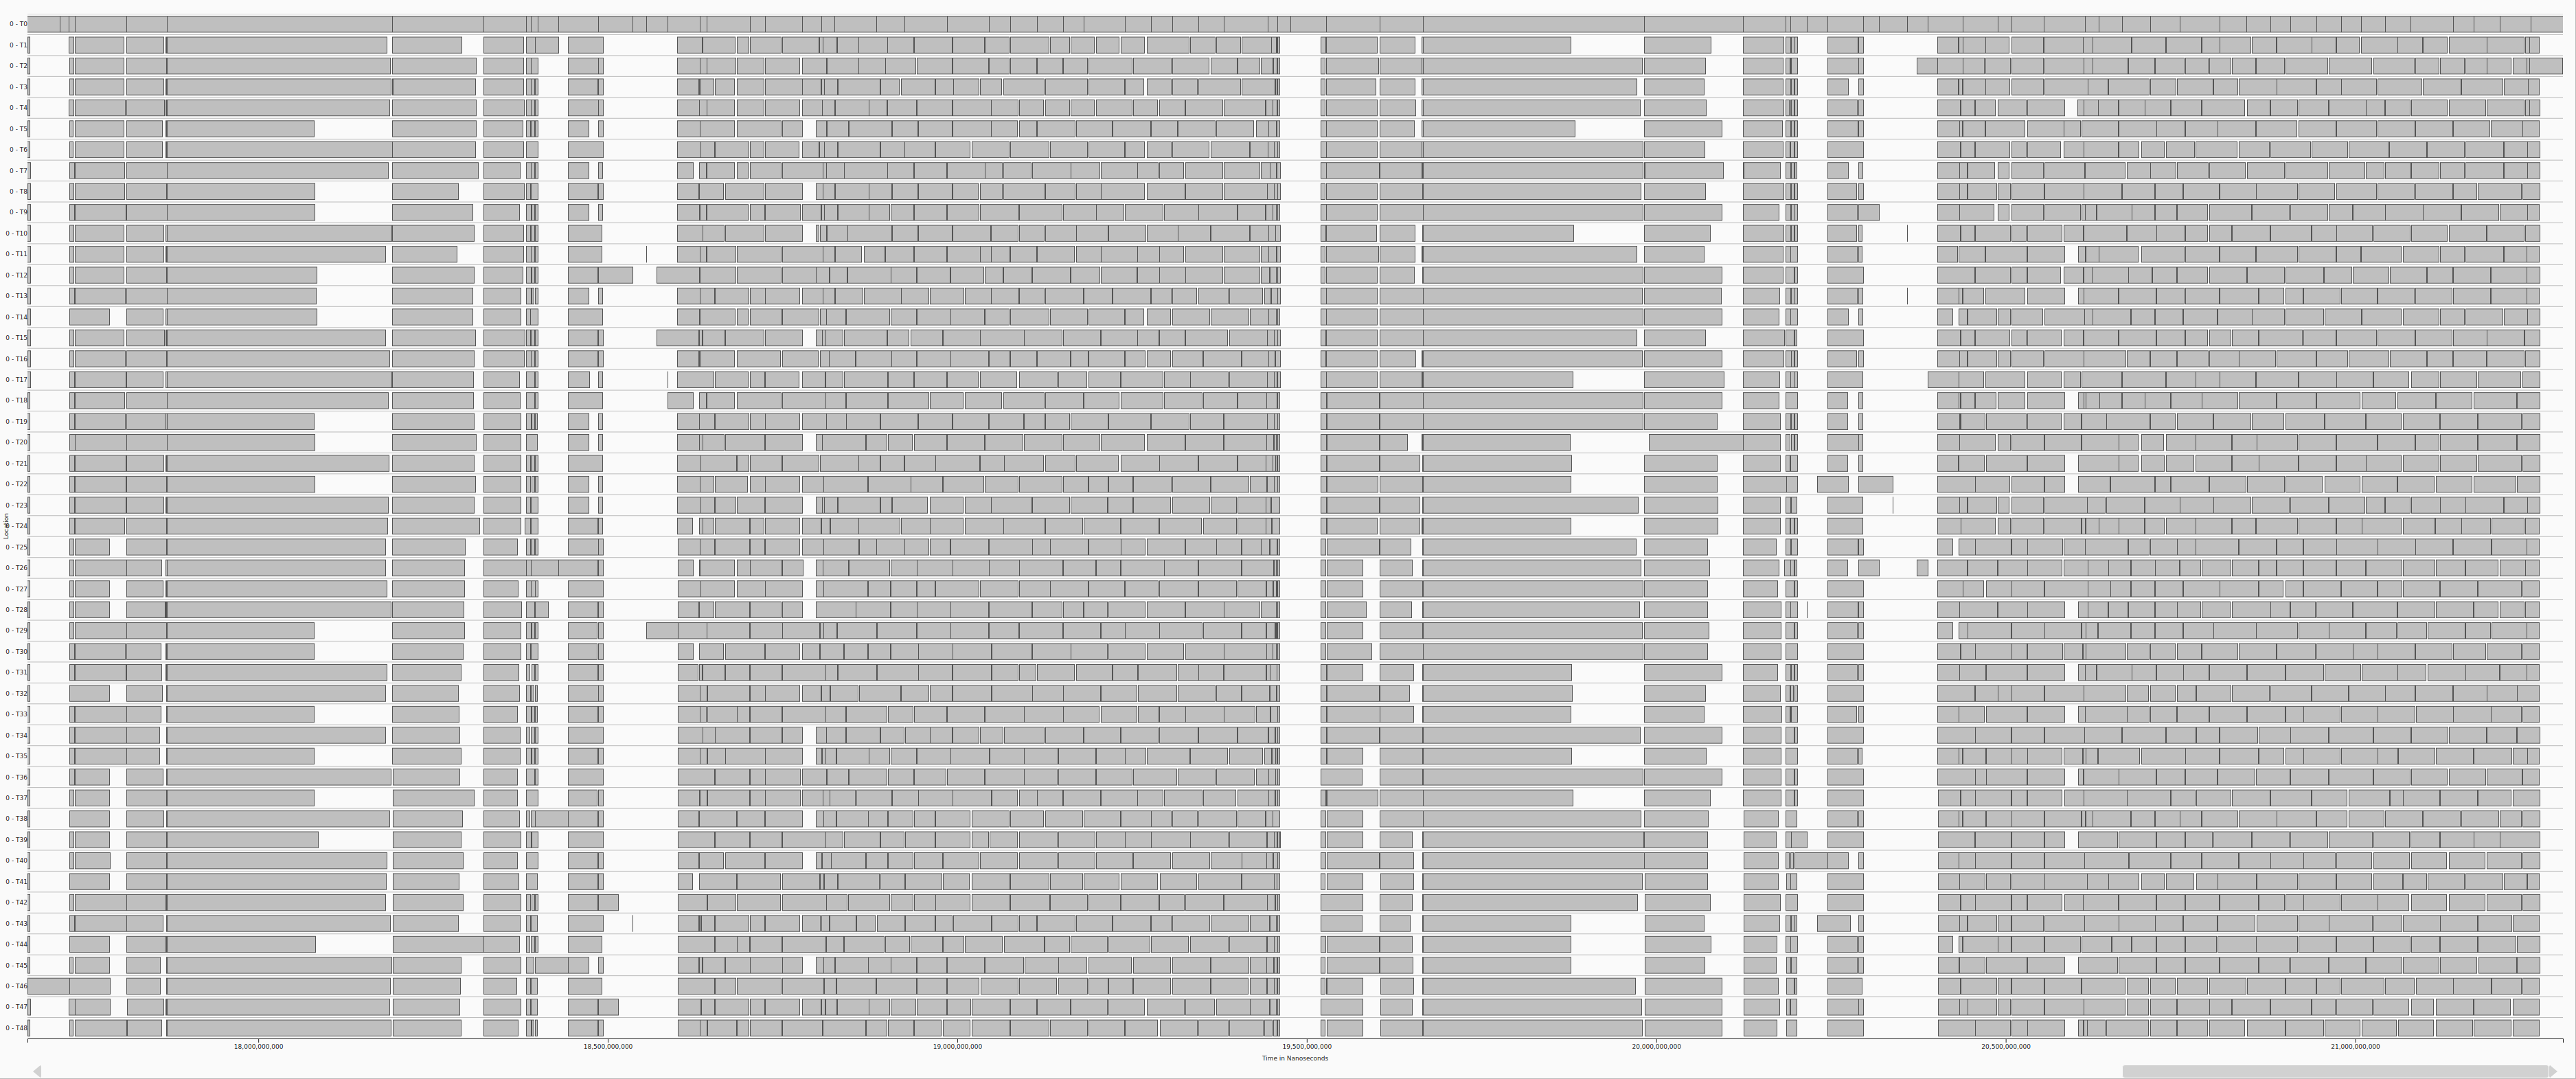 0 - T0
0 - T1
0 - T2
0 - T3
0 - T4
0 - T5
0 - T6
0 - T7
0 - T8
0 - T9
0 - T10
0 - T11
0 - T12
0 - T13
0 - T14
0 - T15
0 - T16
0 - T17
0 - T18
0 - T19
0 - T20
0 - T21
0 - T22
0 - T23
Location
0 - T24
0 - T25
0 - T26
0 - T27
0 - T28
0 - T29
0 - T30
0 - T31
0 - T32
0 - T33
0 - T34
0 - T35
0 - T36
0 - T37
0 - T38
0 - T39
0 - T40
0 - T41
0 - T42
0 - T43
0 - T44
0 - T45
0 - T46
0 - T47
0 - T48
18,000,000,000 18,500,000,000 19,000,000,000 19,500,000,000 20,000,000,000 20,500,000,000 21,000,000,000
Time in Nanoseconds